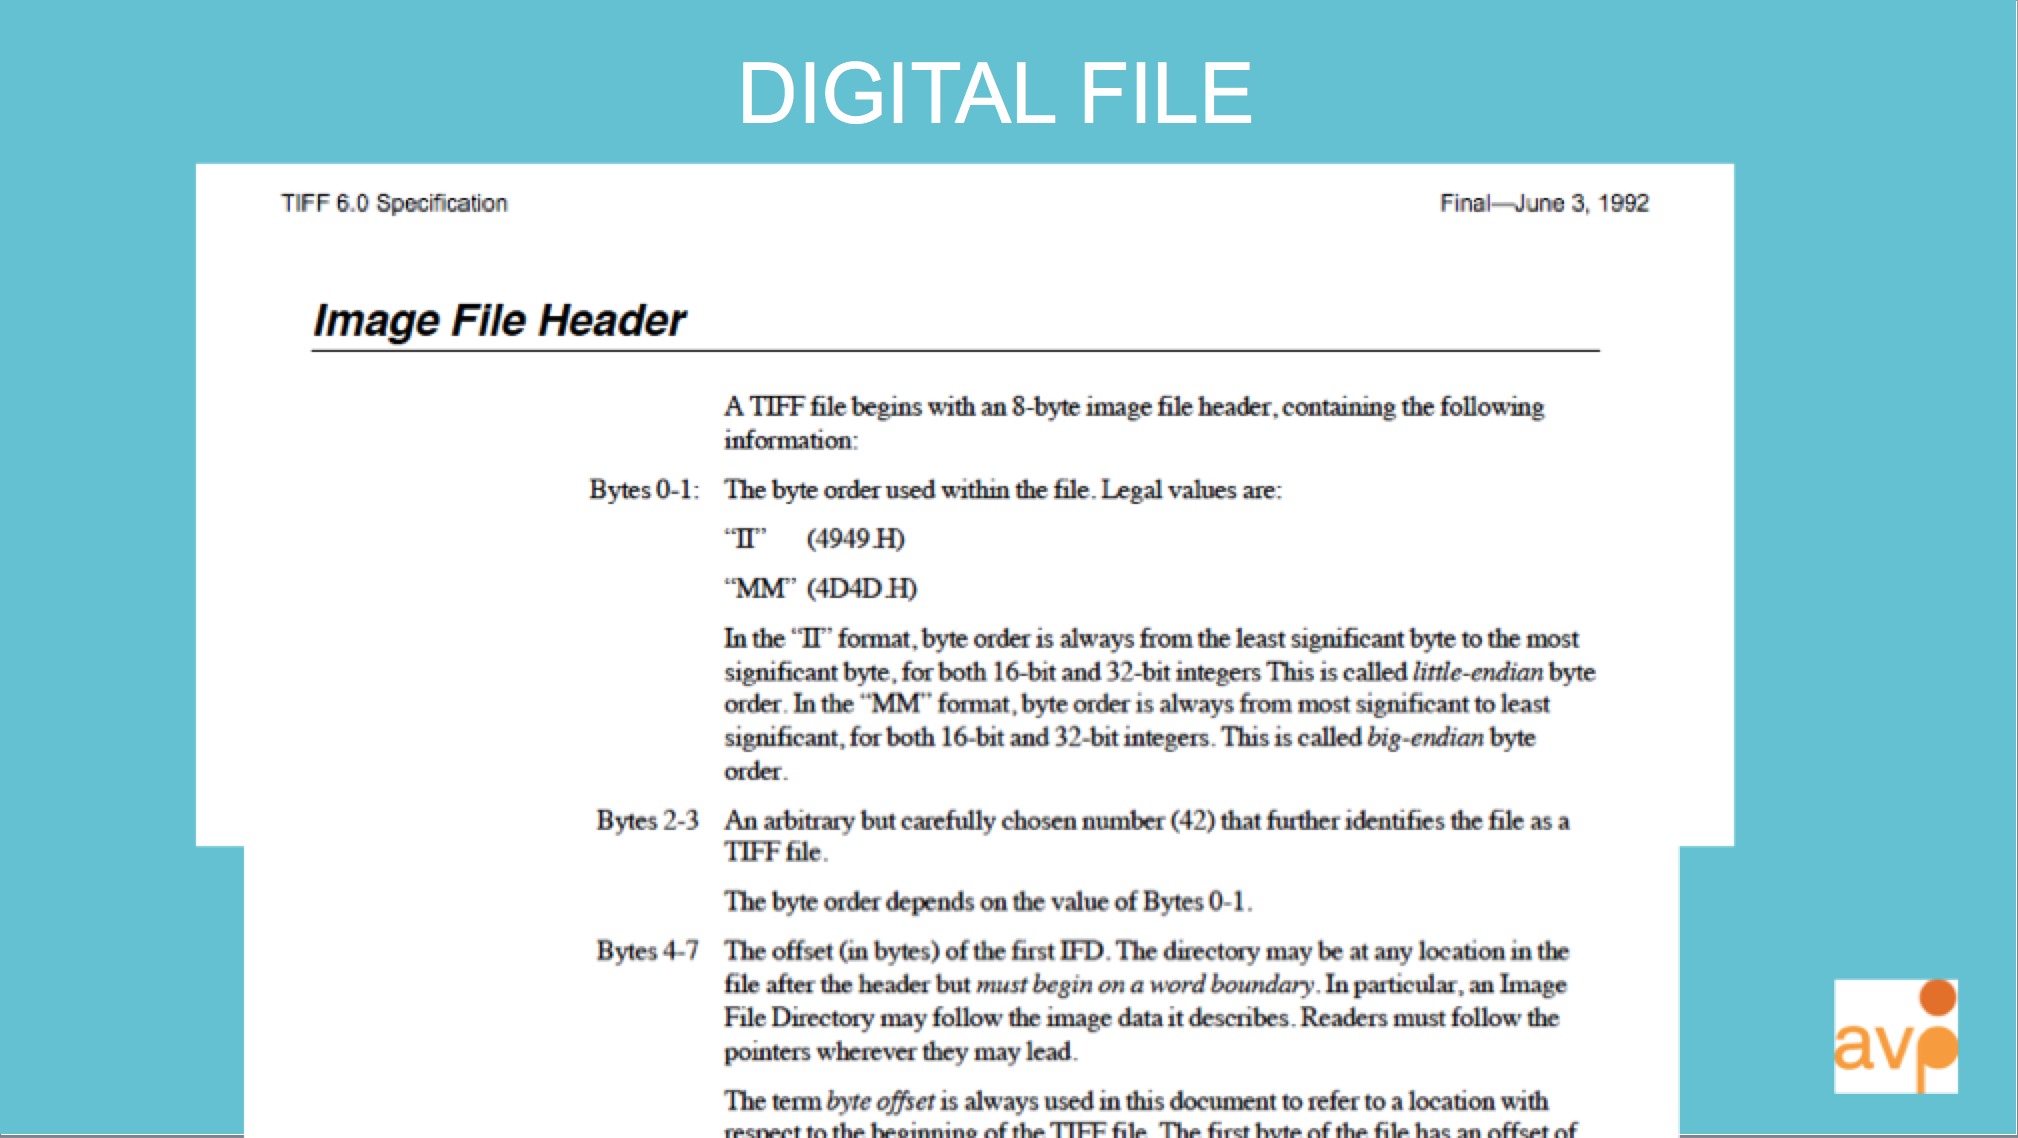 DIGITAL FILE
TIFF 6.0 Specification Final—June 3, 1992
Image File Header
A TIFF file begins with an 8-byte image file header, containing the following
information:
Bytes 0-1: The byte order used within the file. Legal values are:
“II” (4949.H)
“MM” (4D4D.H)
In the “II” format, byte order is always from the least significant byte to the most
significant byte, for both 16-bit and 32-bit integers This is called little-endian byte
order. In the “MM” format, byte order is always from most significant to least
significant, for both 16-bit and 32-bit integers. This is called big-endian byte
order.
Bytes 2-3 An arbitrary but carefully chosen number (42) that further identifies the file as a
TIFF file.
The byte order depends on the value of Bytes 0-1.
Bytes 4-7 The offset (in bytes) of the first IFD. The directory may be at any location in the
file after the header but must begin on a word boundary. In particular, an Image
File Directory may follow the image data it describes. Readers must follow the
pointers wherever they may lead.
The term byte offset is always used in this document to refer to a location with
respect to the beginning of the TIFF file. The first byte of the file has an offset of
avp